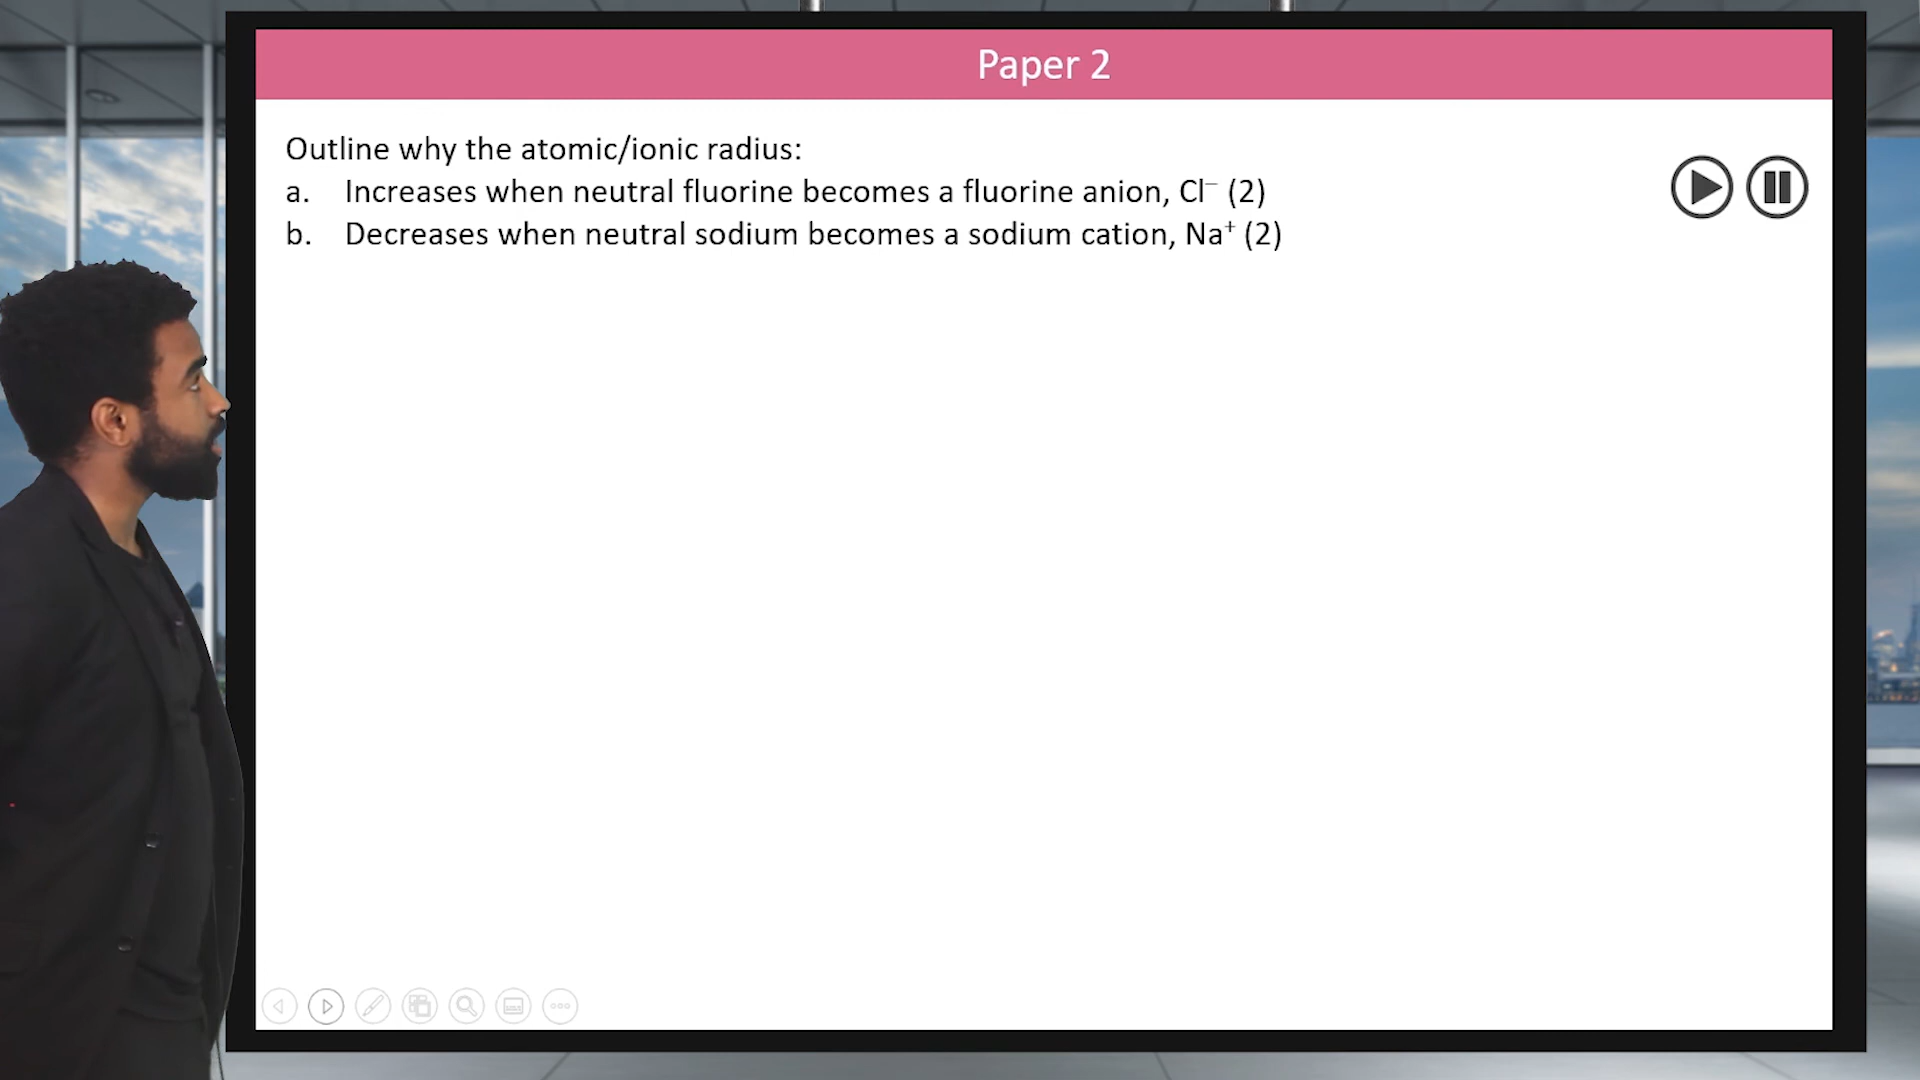 Paper 2
Outline why the atomic/ionic radius:
a. Increases when neutral fluorine becomes a fluorine anion, Cl⁻ (2)
b. Decreases when neutral sodium becomes a sodium cation, Na⁺ (2)